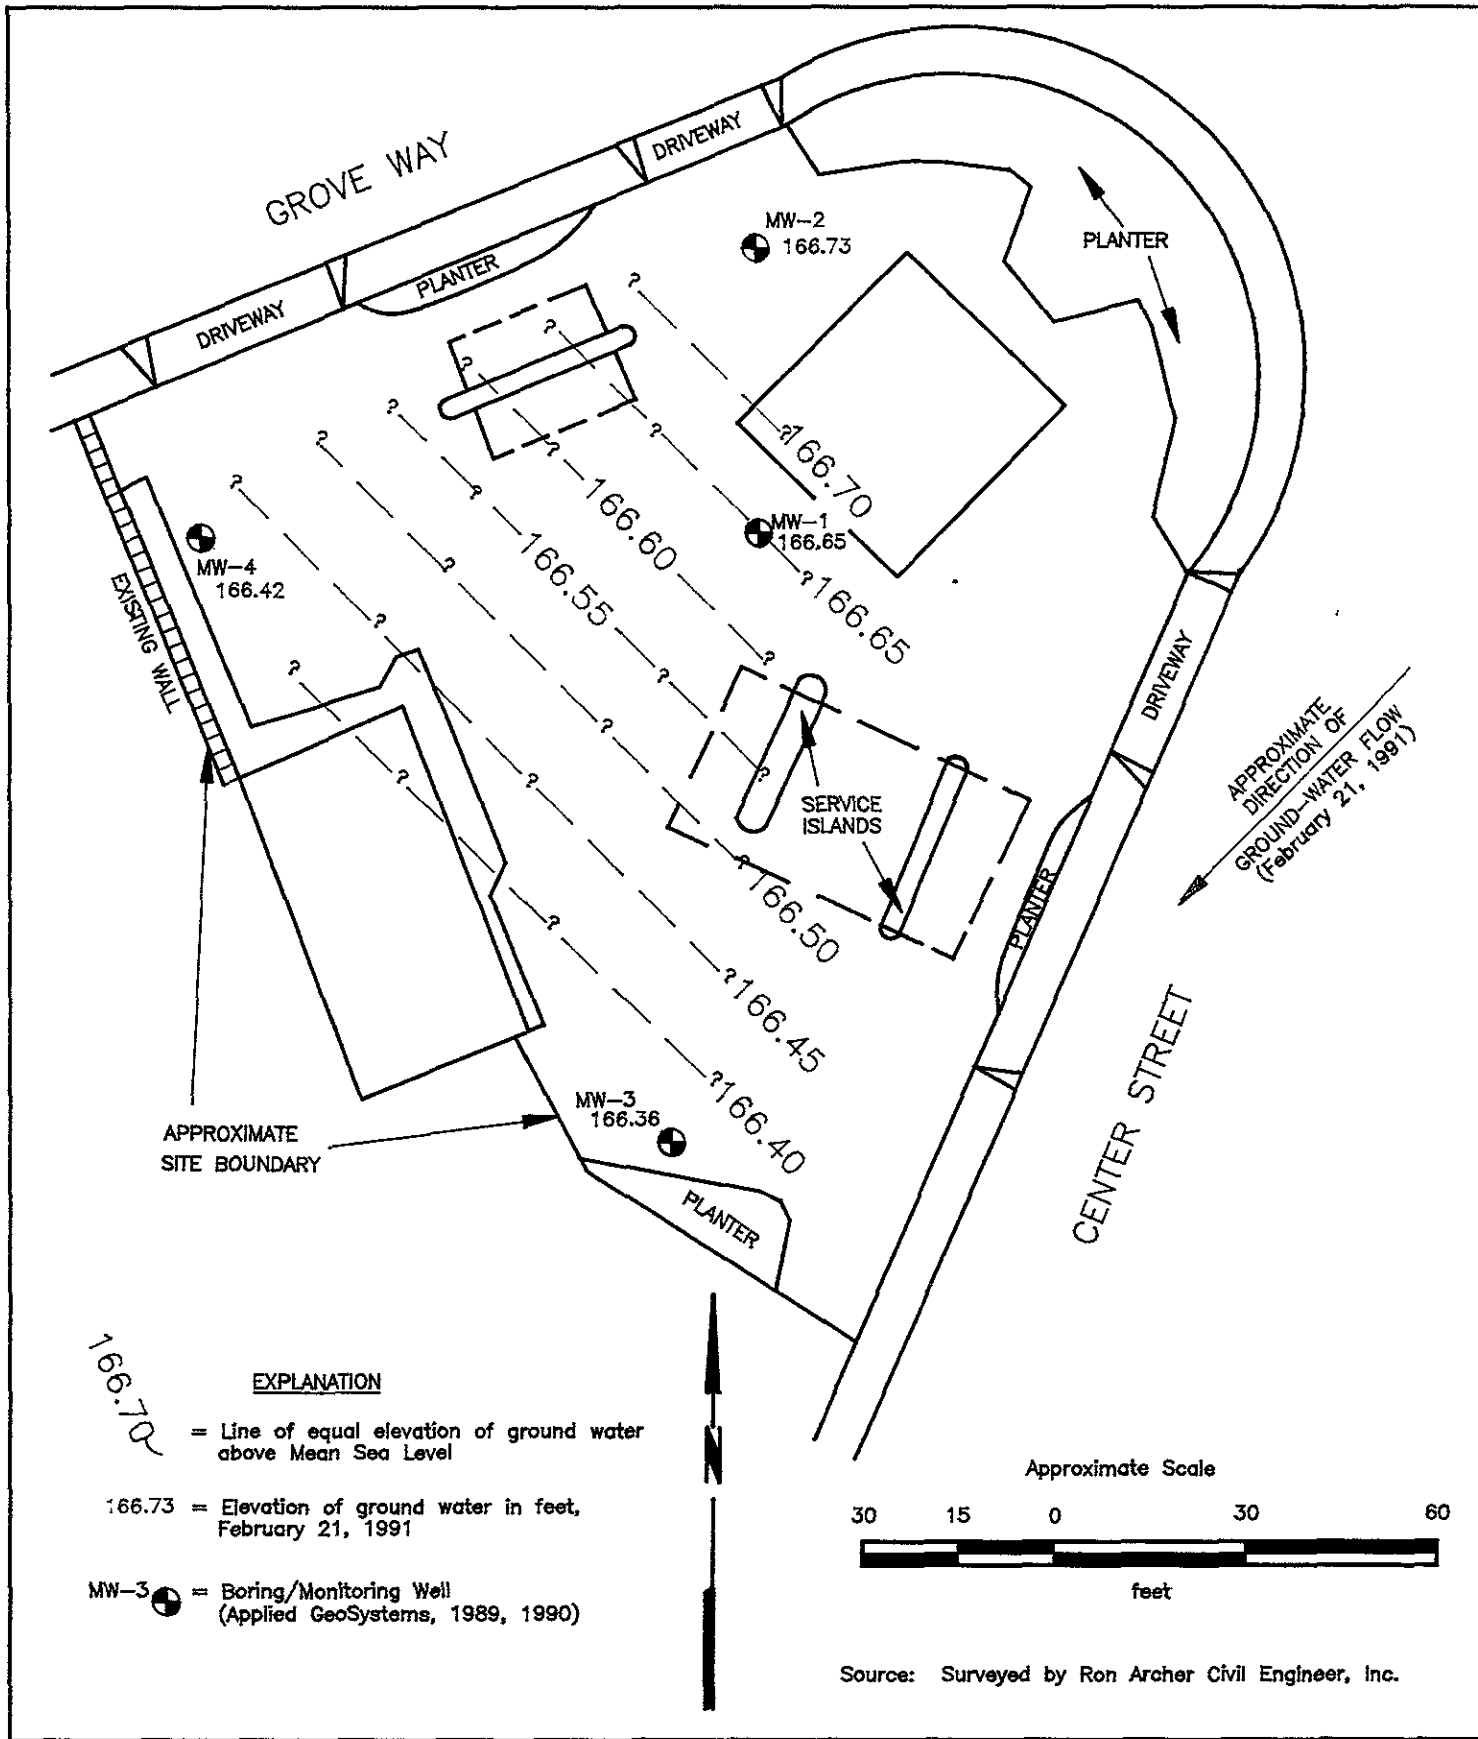 GROVE WAY
DRIVEWAY
DRIVEWAY
PLANTER
MW-2
166.73
PLANTER
?
?
?
?
?
?
?
?
?
?
166.70
MW-1
166.65
166.60
166.55
?
166.65
MW-4
166.42
EXISTING WALL
?
?
?
?
?
?
?
?
?
SERVICE
ISLANDS
DRIVEWAY
APPROXIMATE
DIRECTION OF
GROUND-WATER FLOW
(February 21, 1991)
?
166.50
PLANTER
?
?
166.45
CENTER STREET
?
166.40
MW-3
166.36
APPROXIMATE
SITE BOUNDARY
PLANTER
166.70
EXPLANATION
= Line of equal elevation of ground water
above Mean Sea Level
166.73 = Elevation of ground water in feet,
February 21, 1991
MW-3 = Boring/Monitoring Well
(Applied GeoSystems, 1989, 1990)
N
Approximate Scale
30 15 0 30 60
feet
Source: Surveyed by Ron Archer Civil Engineer, Inc.